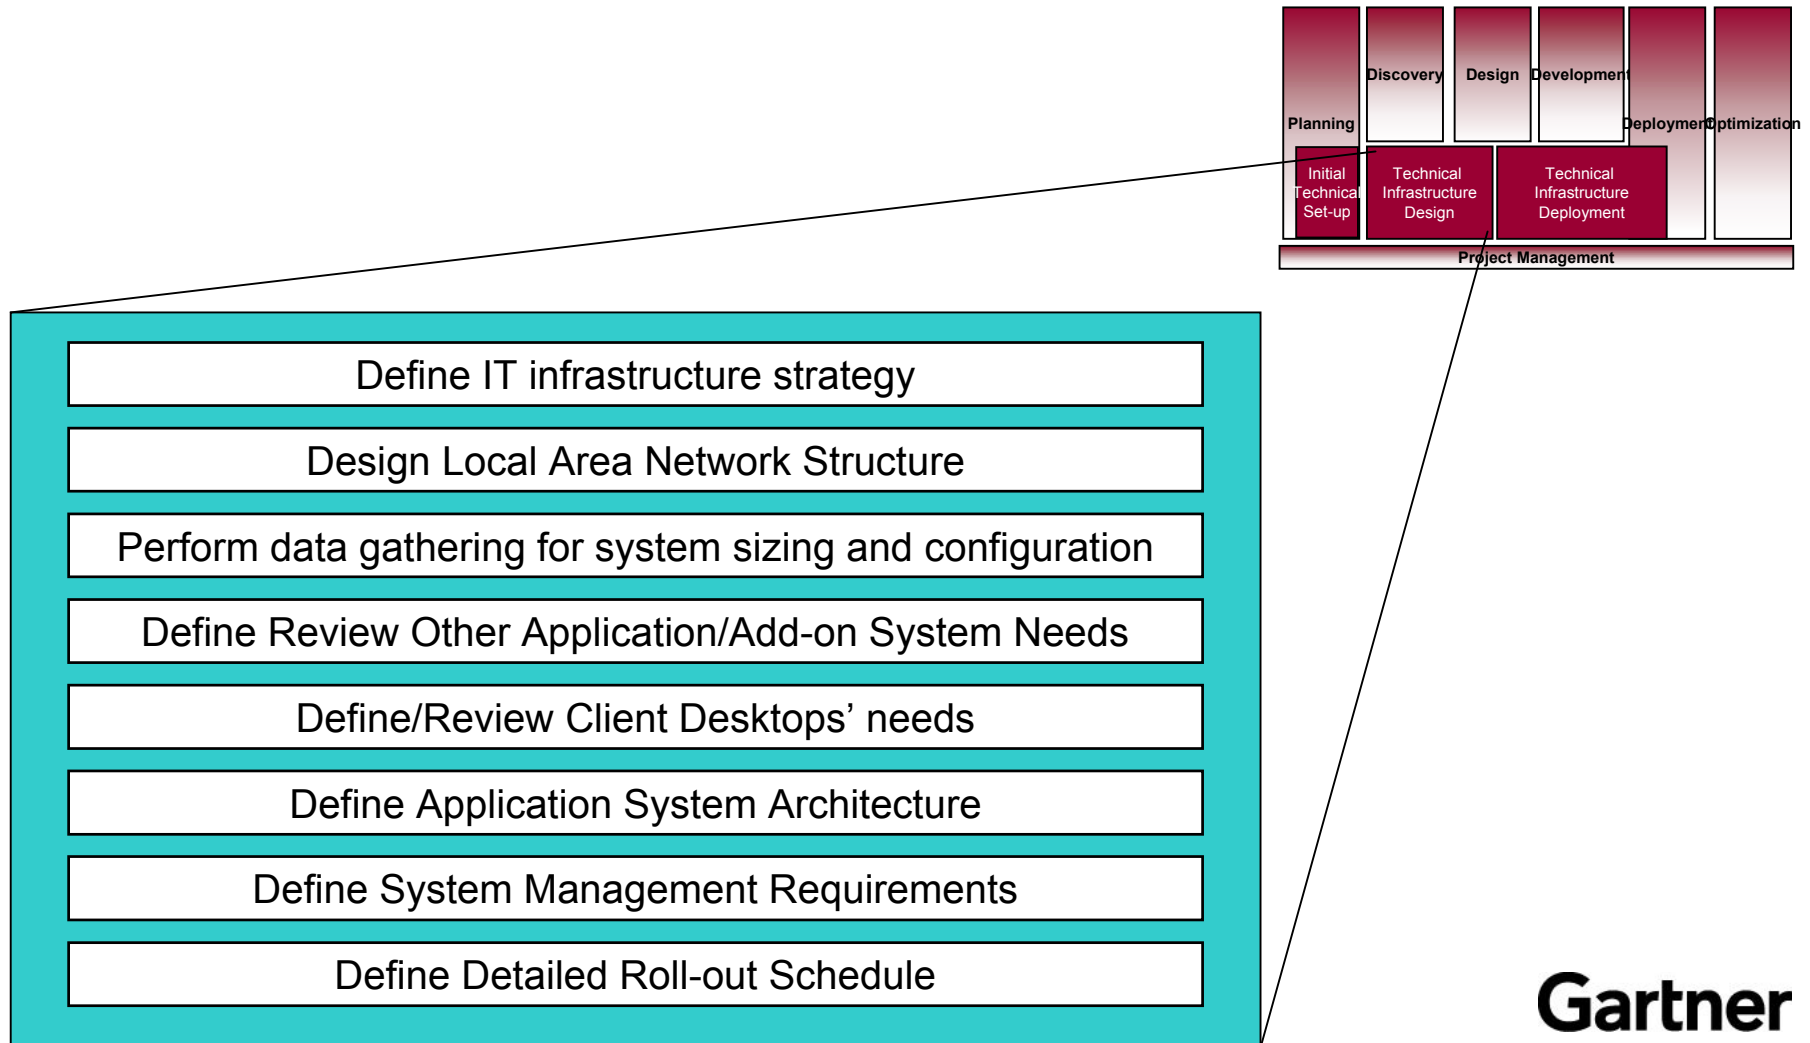 Discovery
Design
Development
Planning
Deployment
Optimization
Initial
Technical
Set-up
Technical
Infrastructure
Design
Technical
Infrastructure
Deployment
Project Management
Define IT infrastructure strategy
Design Local Area Network Structure
Perform data gathering for system sizing and configuration
Define Review Other Application/Add-on System Needs
Define/Review Client Desktops’ needs
Define Application System Architecture
Define System Management Requirements
Define Detailed Roll-out Schedule
Gartner